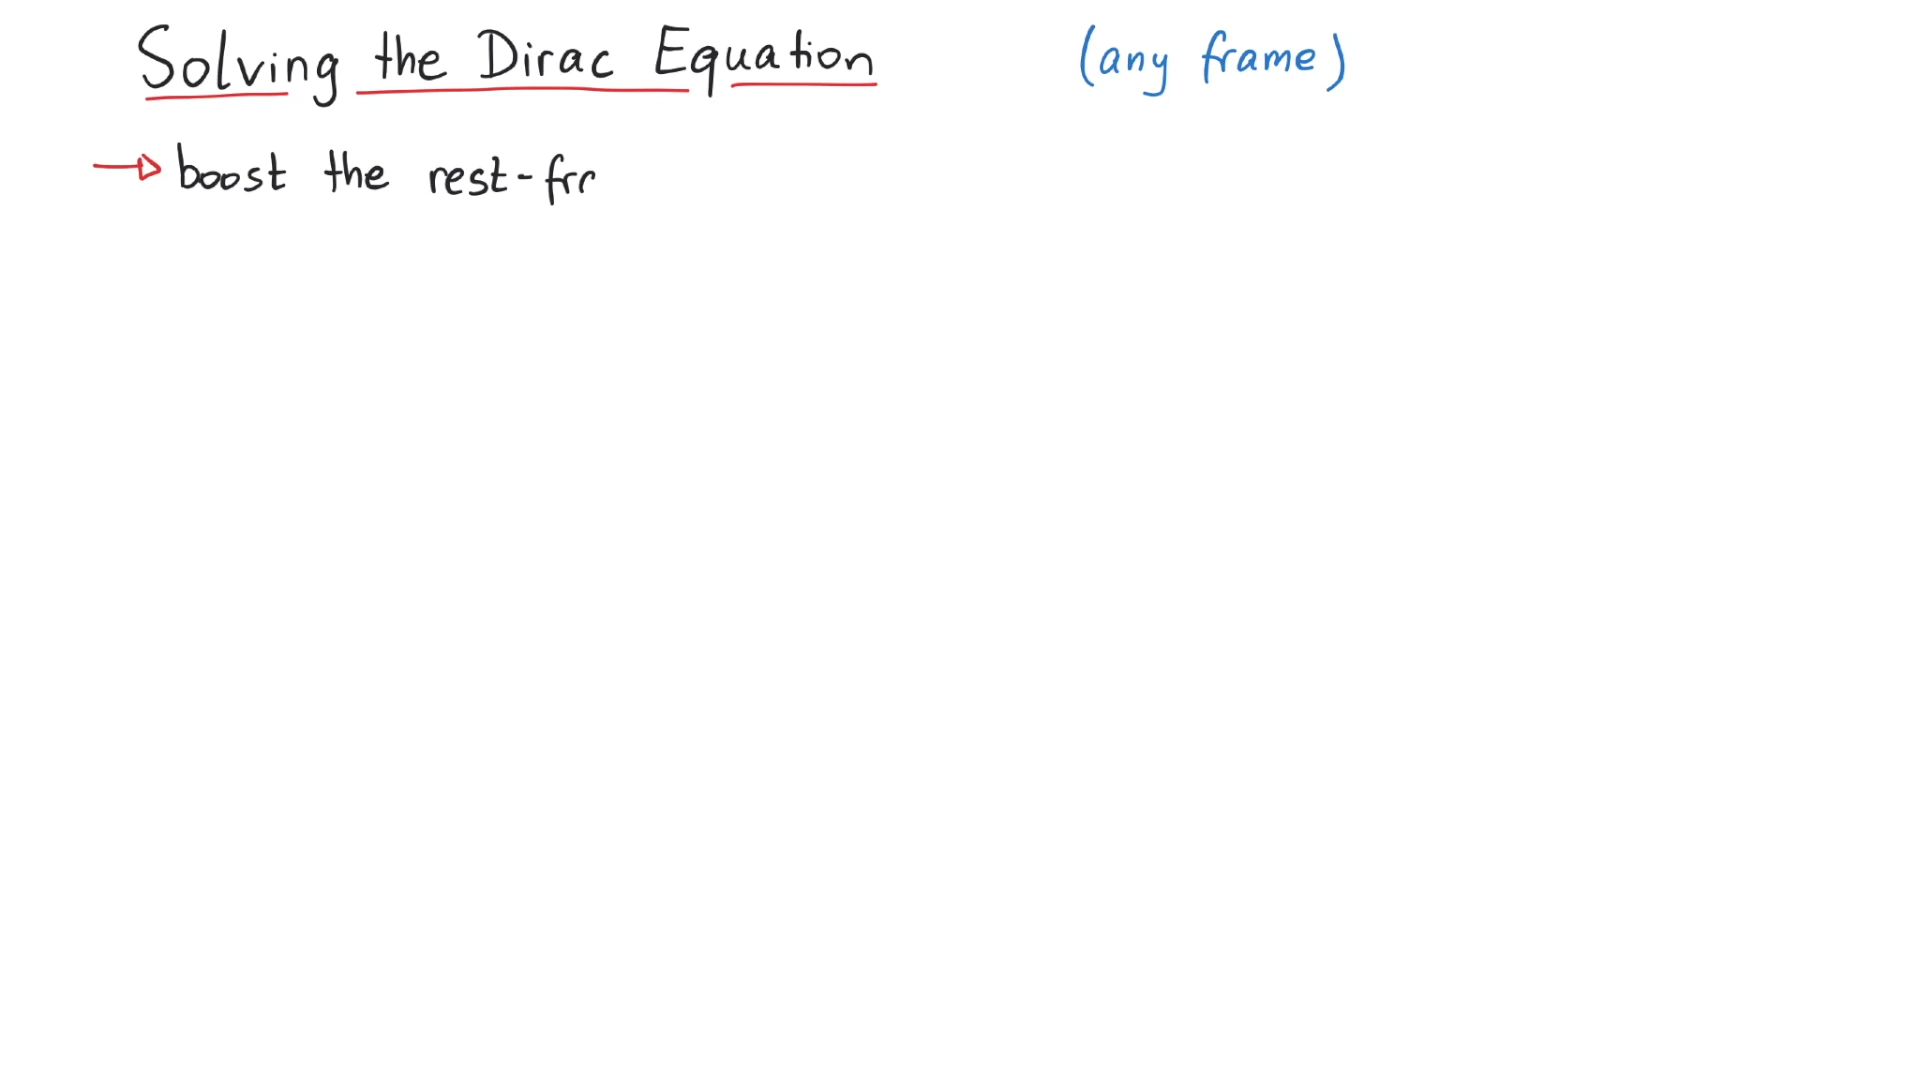 Solving the Dirac Equation (any frame)
boost the rest-fr